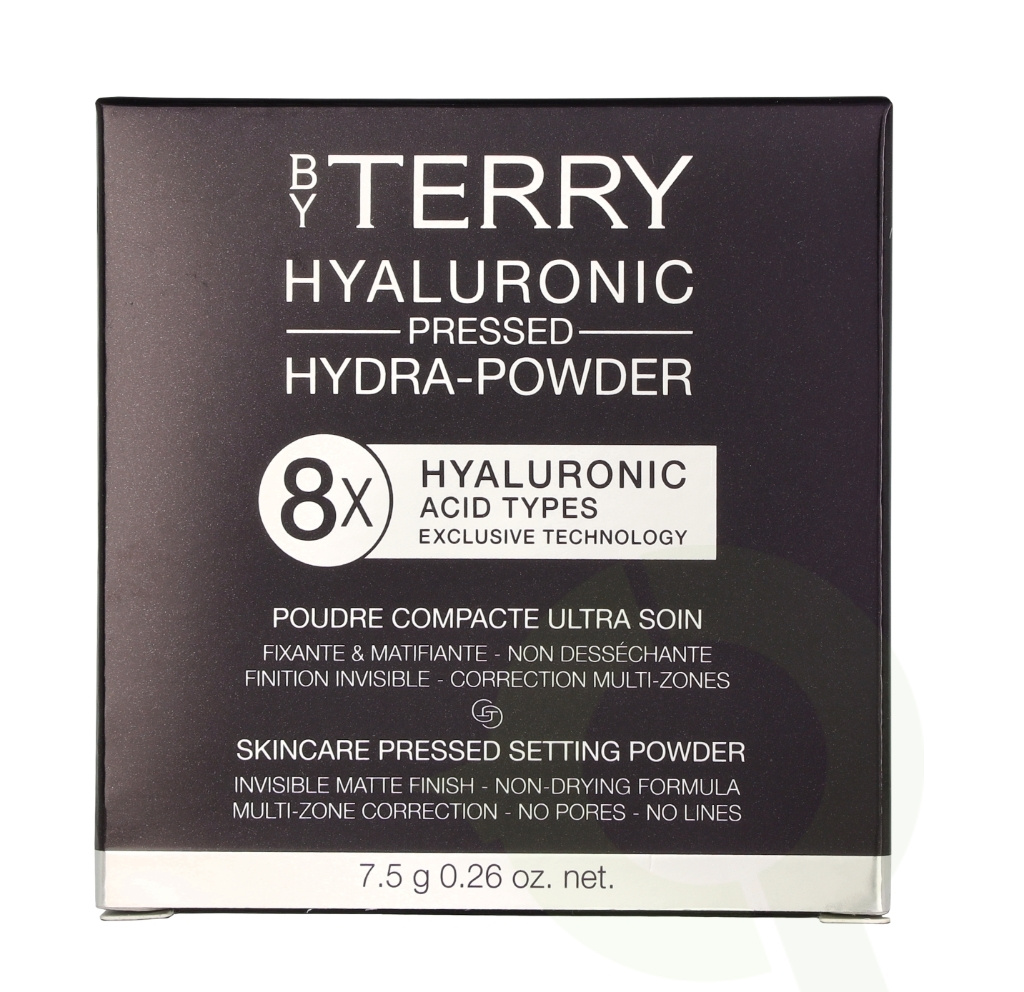 BY TERRY
HYALURONIC
PRESSED
HYDRA-POWDER
8X
HYALURONIC
ACID TYPES
EXCLUSIVE TECHNOLOGY
POUDRE COMPACTE ULTRA SOIN
FIXANTE & MATIFIANTE - NON DESSÉCHANTE
FINITION INVISIBLE - CORRECTION MULTI-ZONES
SKINCARE PRESSED SETTING POWDER
INVISIBLE MATTE FINISH - NON-DRYING FORMULA
MULTI-ZONE CORRECTION - NO PORES - NO LINES
7.5 g 0.26 oz. net.